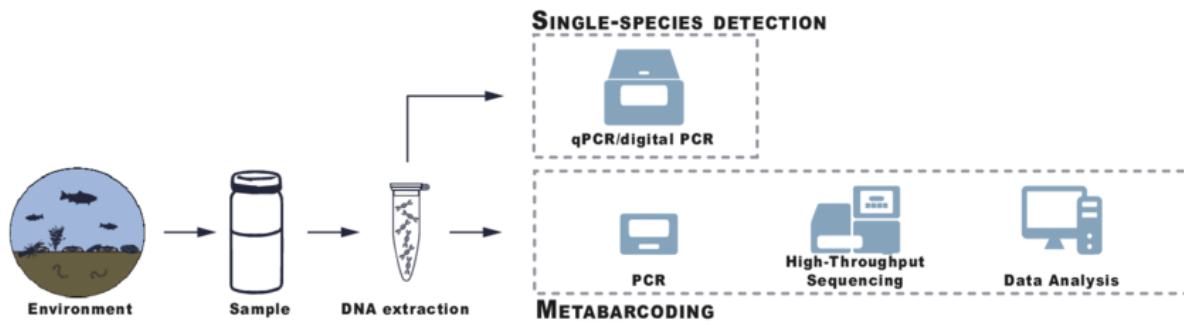 SINGLE-SPECIES DETECTION
qPCR/digital PCR
Environment
Sample
DNA extraction
PCR
High-Throughput
Sequencing
Data Analysis
METABARCODING